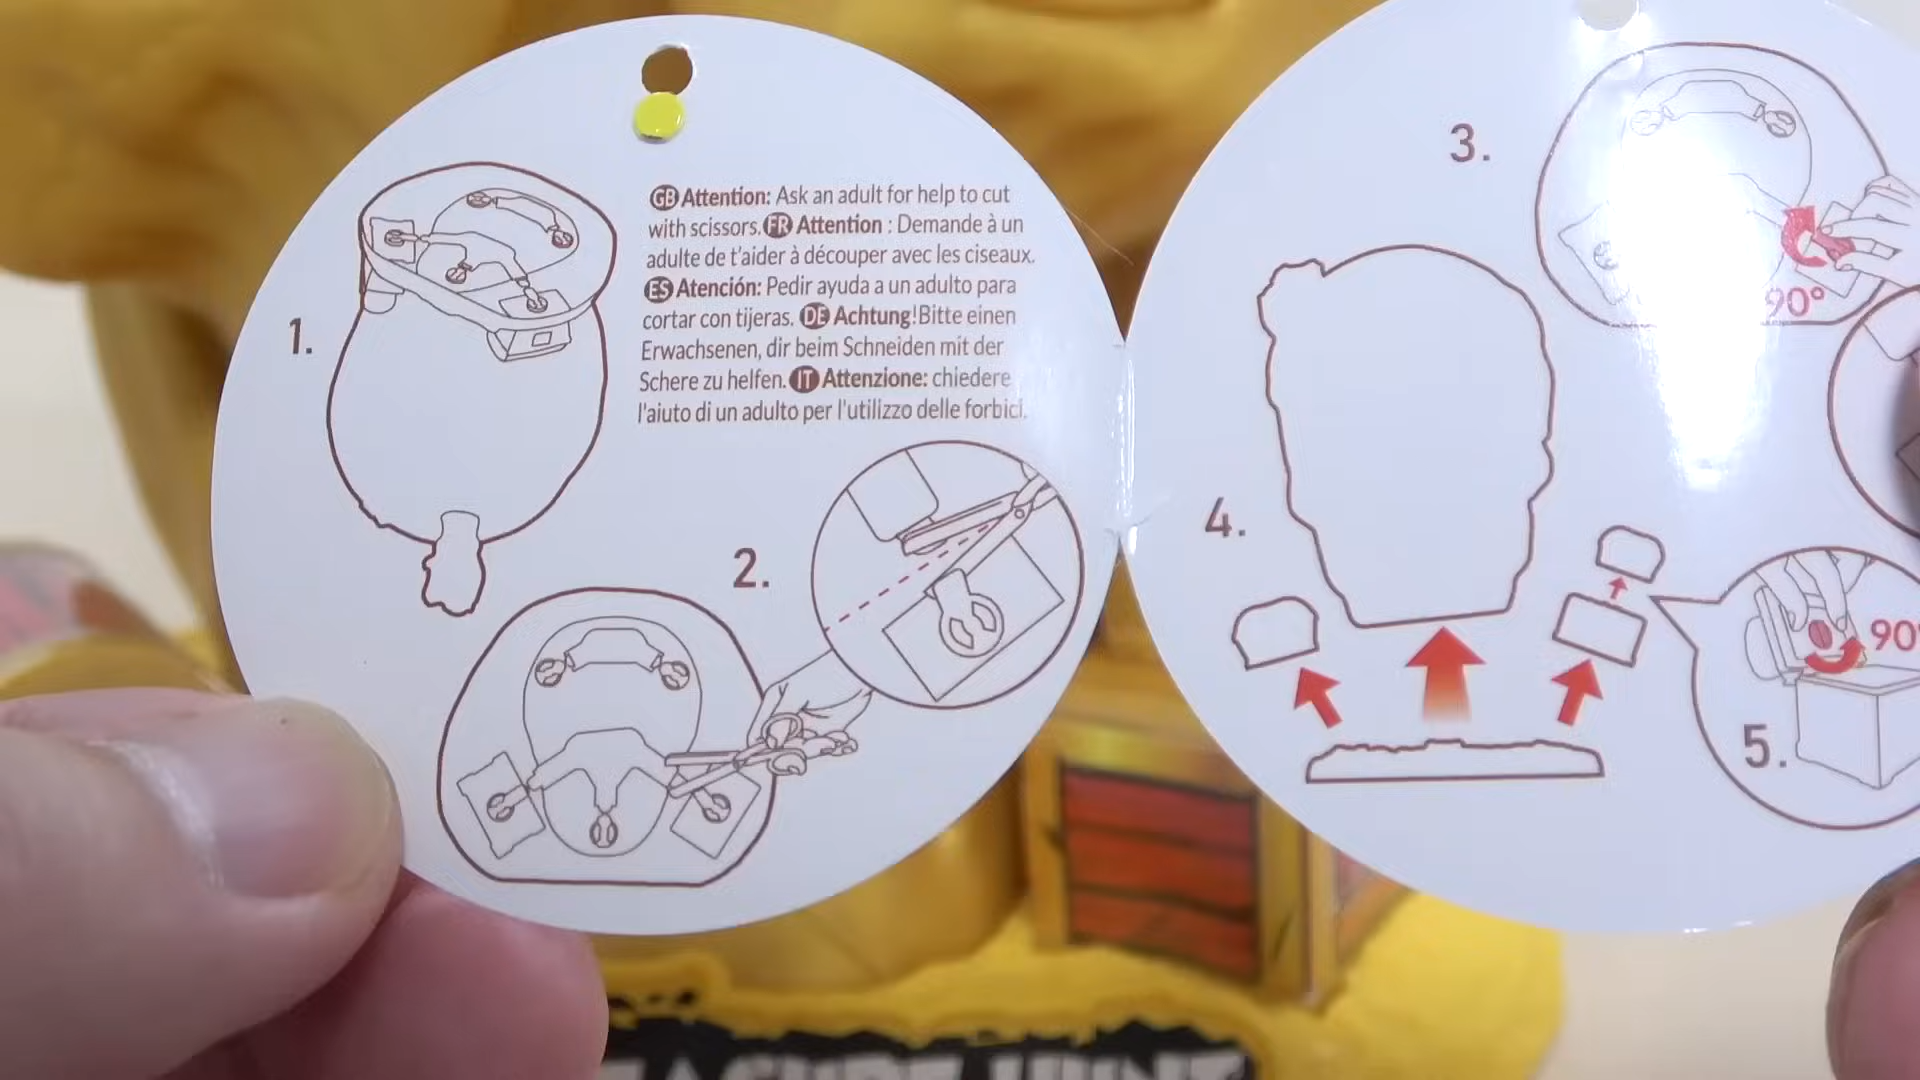 GB Attention: Ask an adult for help to cut
with scissors. FR Attention : Demande à un
adulte de t'aider à découper avec les ciseaux.
ES Atención: Pedir ayuda a un adulto para
cortar con tijeras. DE Achtung!Bitte einen
Erwachsenen, dir beim Schneiden mit der
Schere zu helfen. IT Attenzione: chiedere
l'aiuto di un adulto per l'utilizzo delle forbici.
1.
2.
3.
90°
4.
90°
5.